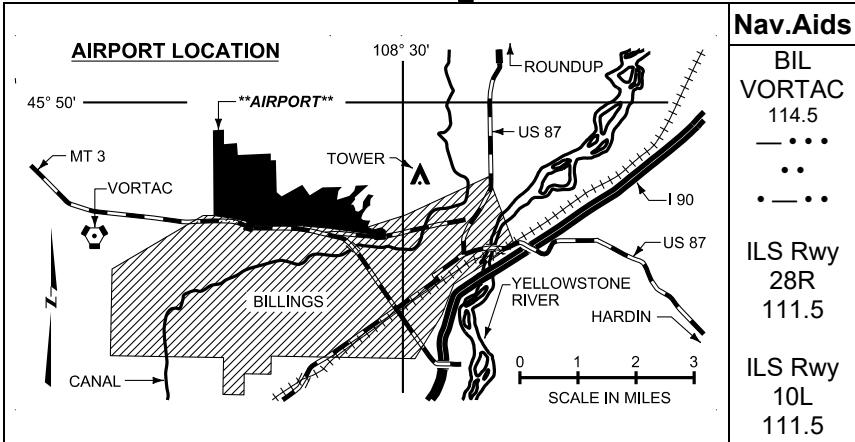 AIRPORT LOCATION
108° 30'
ROUNDUP
45° 50'
**AIRPORT**
US 87
MT 3
TOWER
VORTAC
I 90
US 87
N
BILLINGS
YELLOWSTONE
RIVER
HARDIN
CANAL
0 1 2 3
SCALE IN MILES
Nav.Aids
BIL
VORTAC
114.5
— • • •
• •
• — • •
ILS Rwy
28R
111.5
ILS Rwy
10L
111.5